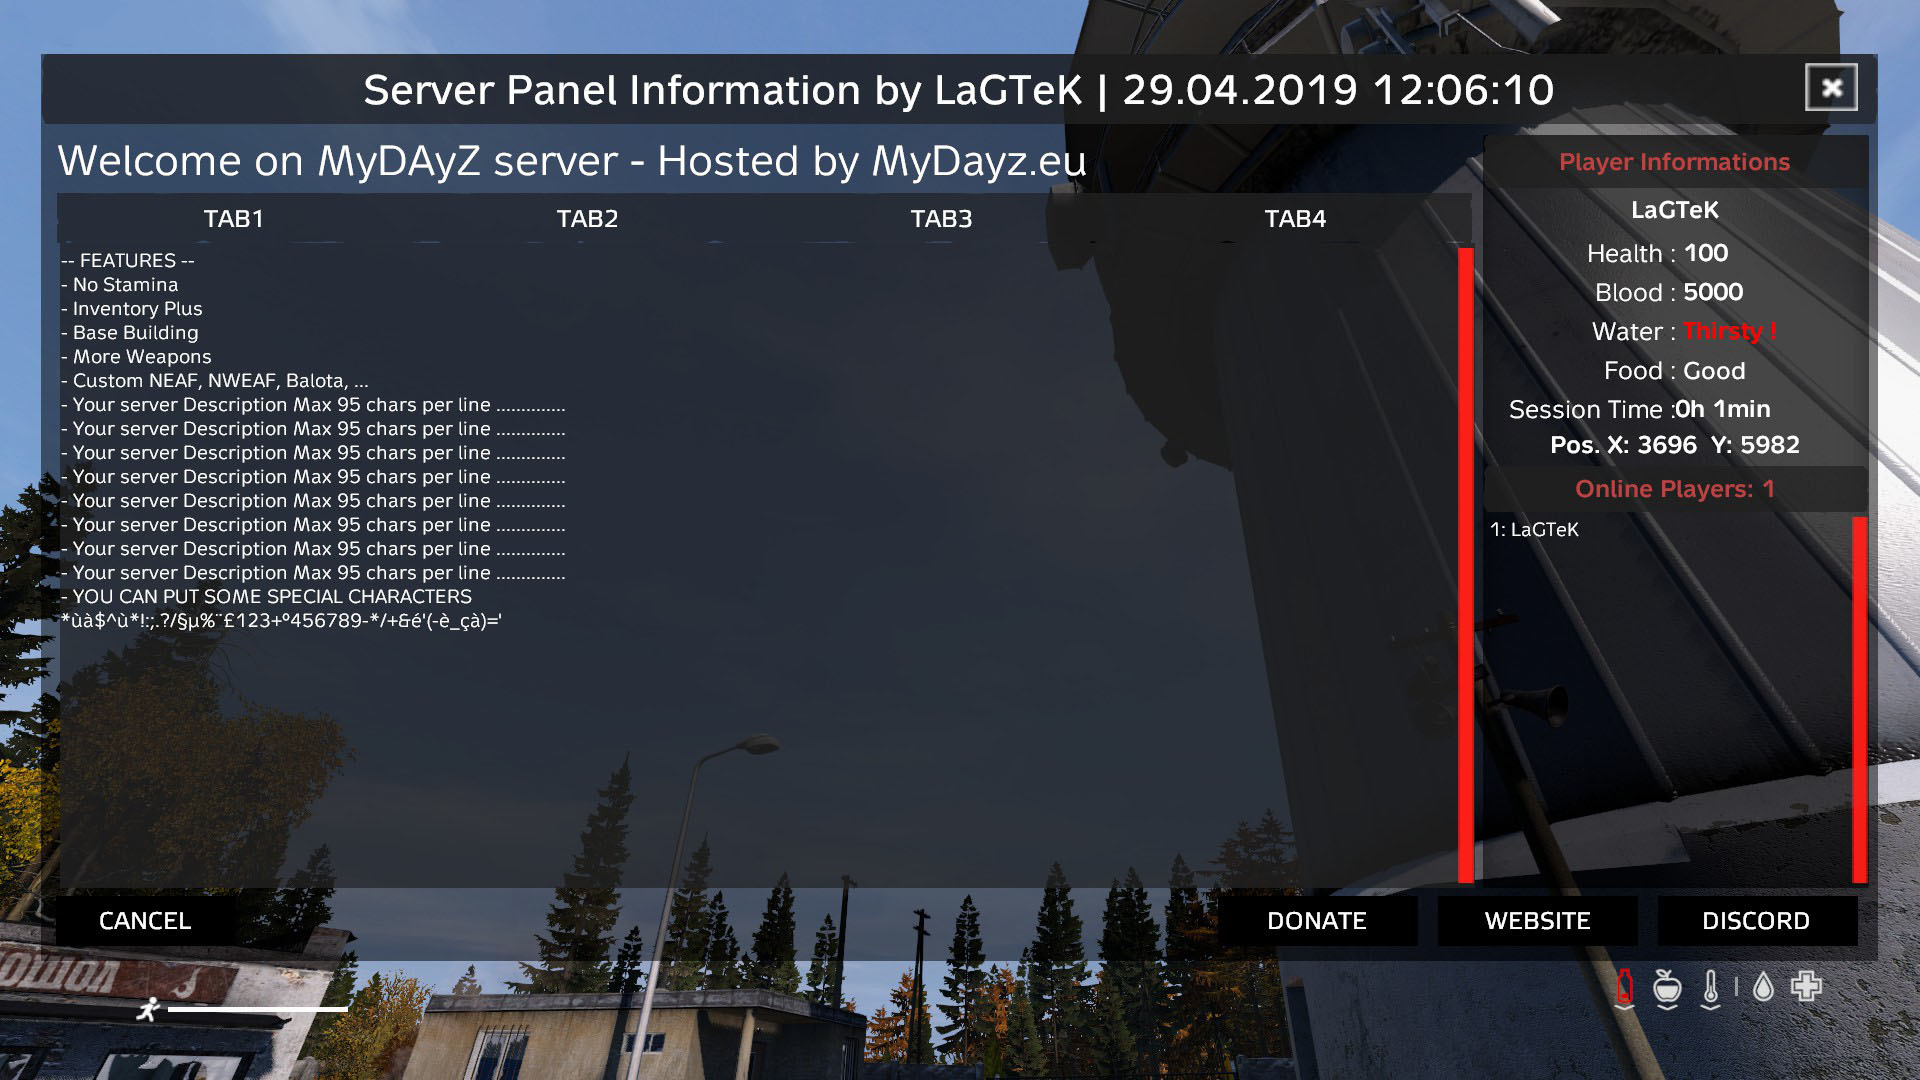 Server Panel Information by LaGTeK | 29.04.2019 12:06:10
Welcome on MyDAyZ server - Hosted by MyDayz.eu
TAB1 TAB2 TAB3 TAB4
-- FEATURES --
- No Stamina
- Inventory Plus
- Base Building
- More Weapons
- Custom NEAF, NWEAF, Balota, ...
- Your server Description Max 95 chars per line ..............
- Your server Description Max 95 chars per line ..............
- Your server Description Max 95 chars per line ..............
- Your server Description Max 95 chars per line ..............
- Your server Description Max 95 chars per line ..............
- Your server Description Max 95 chars per line ..............
- Your server Description Max 95 chars per line ..............
- Your server Description Max 95 chars per line ..............
- YOU CAN PUT SOME SPECIAL CHARACTERS
*ùà$^ù*!:;.?/§µ%¨£123+°456789-*/+&é'(-è_çà)='
Player Informations
LaGTeK
Health : 100
Blood : 5000
Water : Thirsty !
Food : Good
Session Time :0h 1min
Pos. X: 3696 Y: 5982
Online Players: 1
1: LaGTeK
CANCEL
DONATE WEBSITE DISCORD